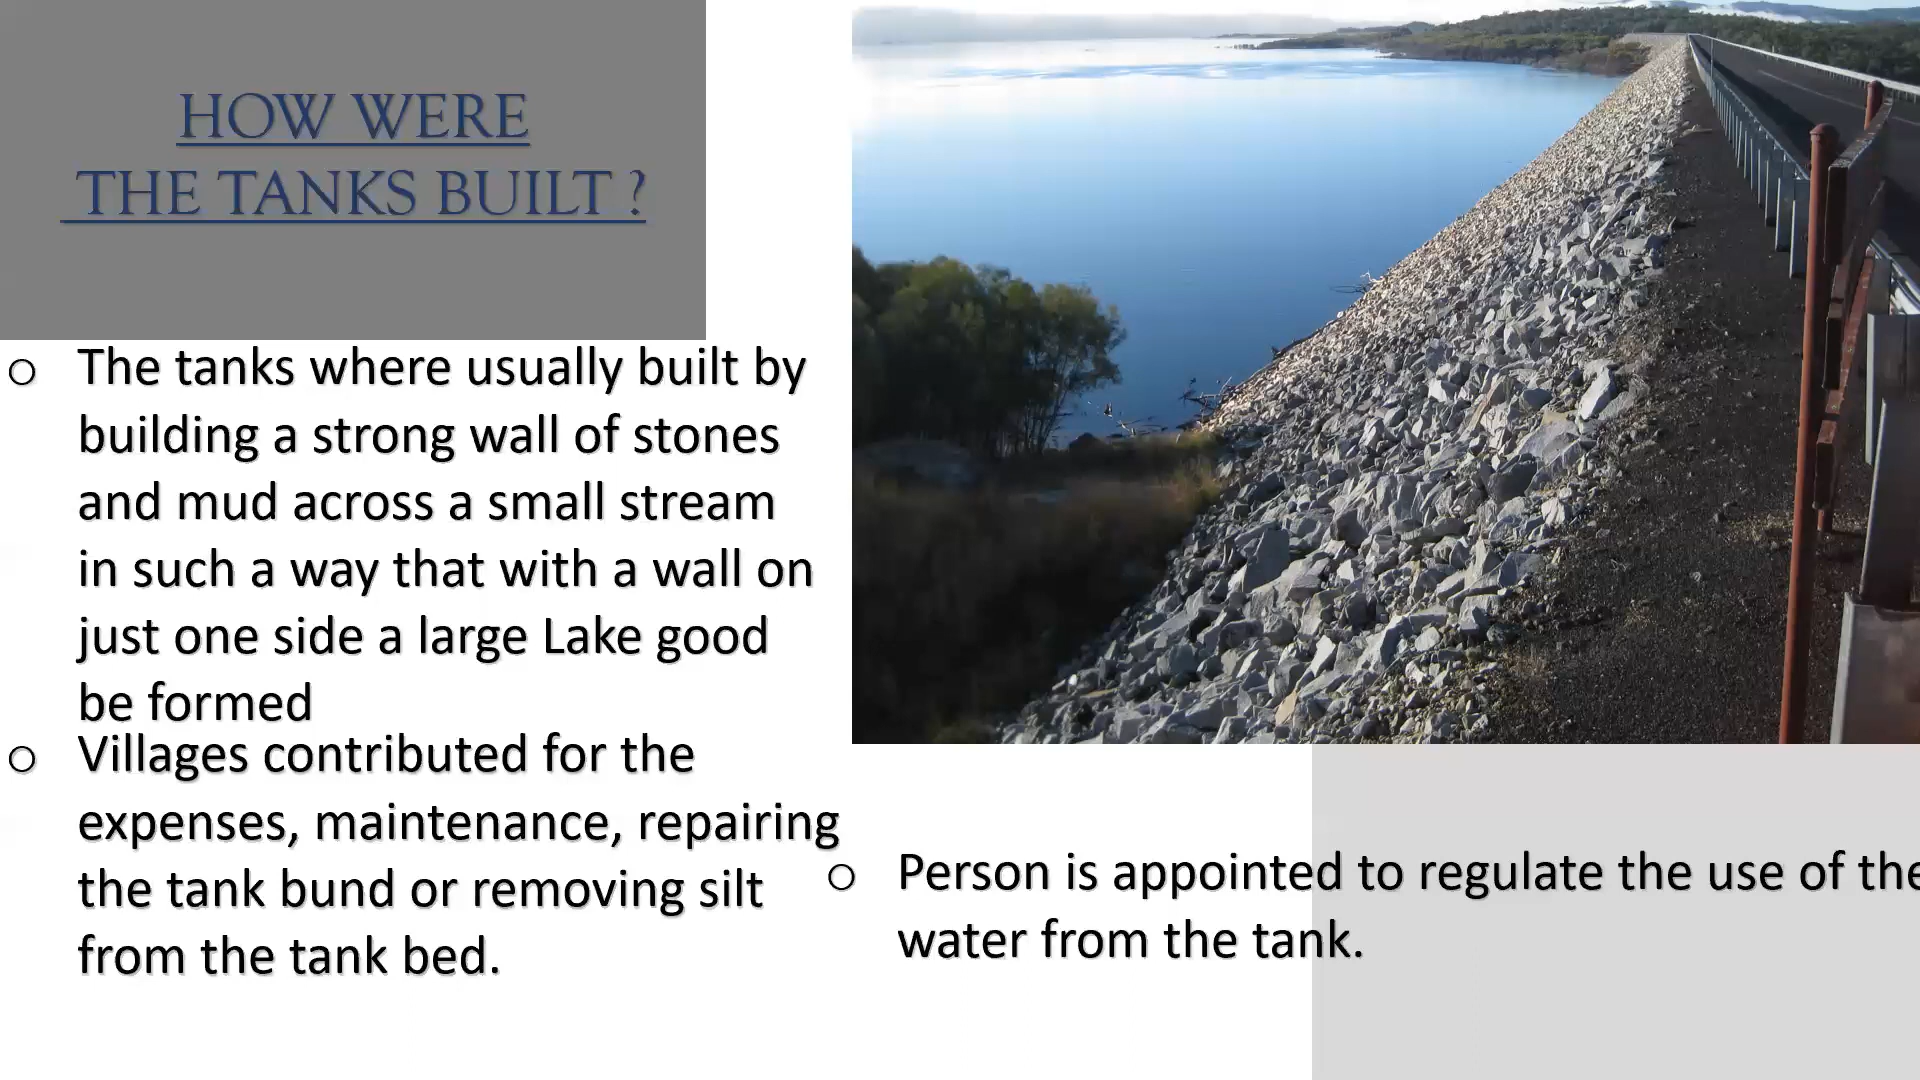 HOW WERE
THE TANKS BUILT ?
o The tanks where usually built by
building a strong wall of stones
and mud across a small stream
in such a way that with a wall on
just one side a large Lake good
be formed
o Villages contributed for the
expenses, maintenance, repairing
the tank bund or removing silt
from the tank bed.
o Person is appointed to regulate the use of the
water from the tank.